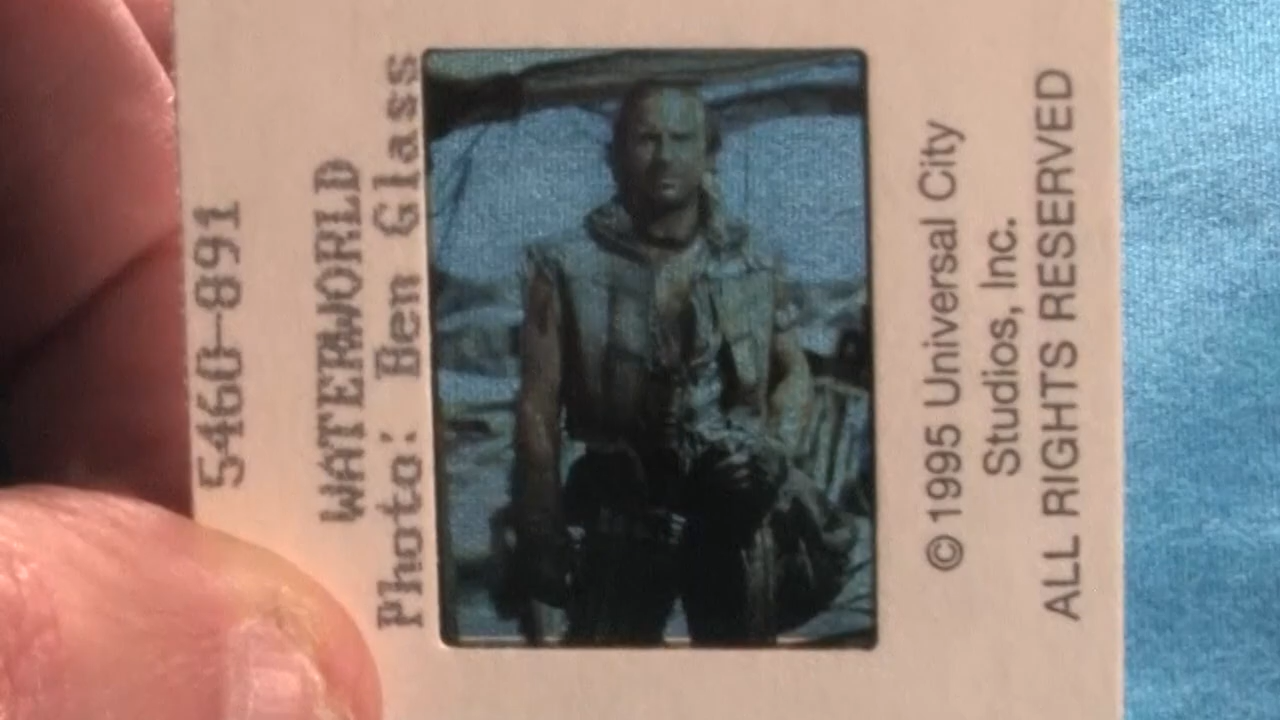 5460-891
WATERWORLD
Photo: Ben Glass
© 1995 Universal City
Studios, Inc.
ALL RIGHTS RESERVED